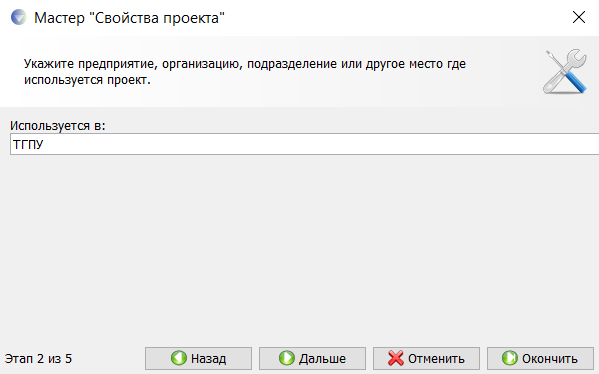 Мастер "Свойства проекта"
Укажите предприятие, организацию, подразделение или другое место где
используется проект.
Используется в:
ТГПУ
Этап 2 из 5
Назад
Дальше
Отменить
Окончить